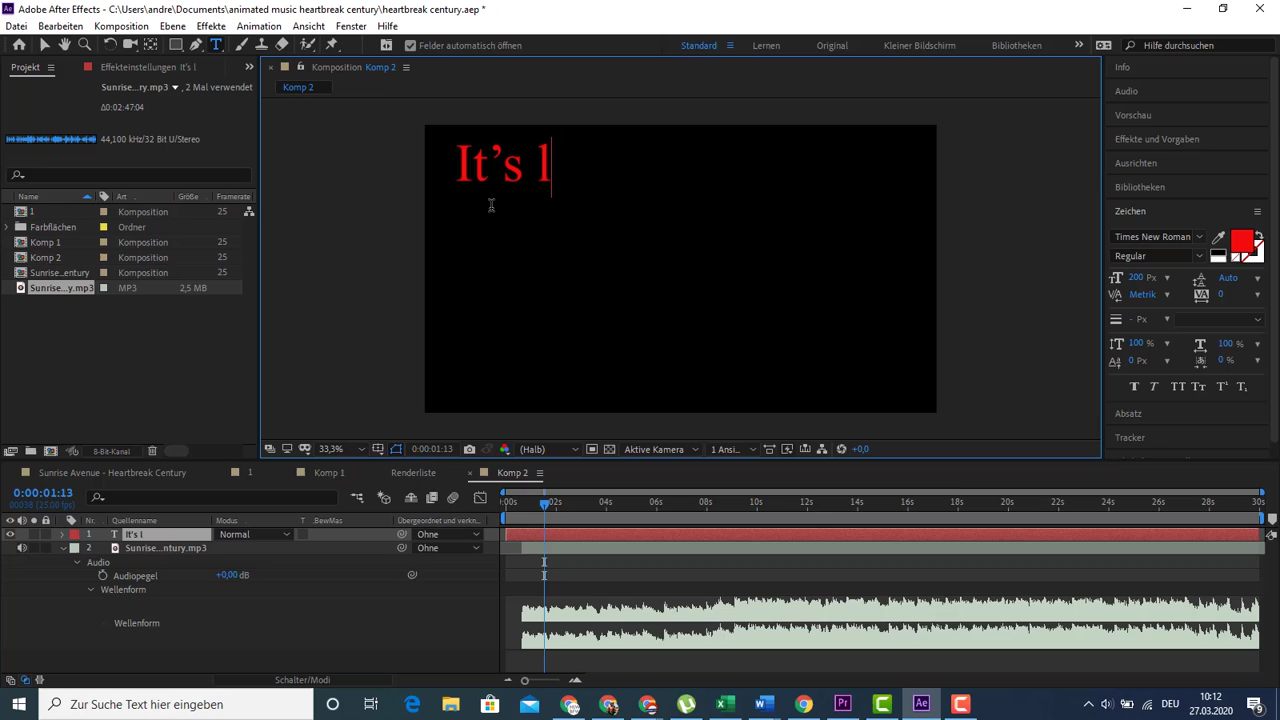 Adobe After Effects - C:\Users\andre\Documents\animated music heartbreak century\heartbreak century.aep *
Datei Bearbeiten Komposition Ebene Effekte Animation Ansicht Fenster Hilfe
Felder automatisch öffnen Standard Lernen Original Kleiner Bildschirm Bibliotheken Hilfe durchsuchen
Projekt Effekteinstellungen It's l
Komposition Komp 2
Sunrise...ry.mp3 , 2 Mal verwendet
Δ0:02:47:04
44,100 kHz/32 Bit U/Stereo
Komp 2
It's l
Name Art Größe Framerate
1 Komposition 25
Farbflächen Ordner
Komp 1 Komposition 25
Komp 2 Komposition 25
Sunrise_entury Komposition 25
Sunrise...y.mp3 MP3 2,5 MB
8-Bit-Kanal
33,3% 0:00:01:13 (Halb) Aktive Kamera 1 Ansi... +0,0
Info
Audio
Vorschau
Effekte und Vorgaben
Ausrichten
Bibliotheken
Zeichen
Times New Roman
Regular
200 Px Auto
Metrik 0
- Px
100 % 100 %
0 Px 0 %
T T TT Tт T¹ T₁
Absatz
Tracker
Sunrise Avenue - Heartbreak Century 1 Komp 1 Renderliste Komp 2
0:00:01:13
00038 (25.00 fps)
Nr. Quellenname Modus T .BewMas Übergeordnet und verkn...
1 T It's l Normal Ohne
2 Sunrise...ntury.mp3 Ohne
Audio
Audiopegel +0,00 dB
Wellenform
Wellenform
Schalter/Modi
:00s 02s 04s 06s 08s 10s 12s 14s 16s 18s 20s 22s 24s 26s 28s 30s
Zur Suche Text hier eingeben
DEU
10:12
27.03.2020